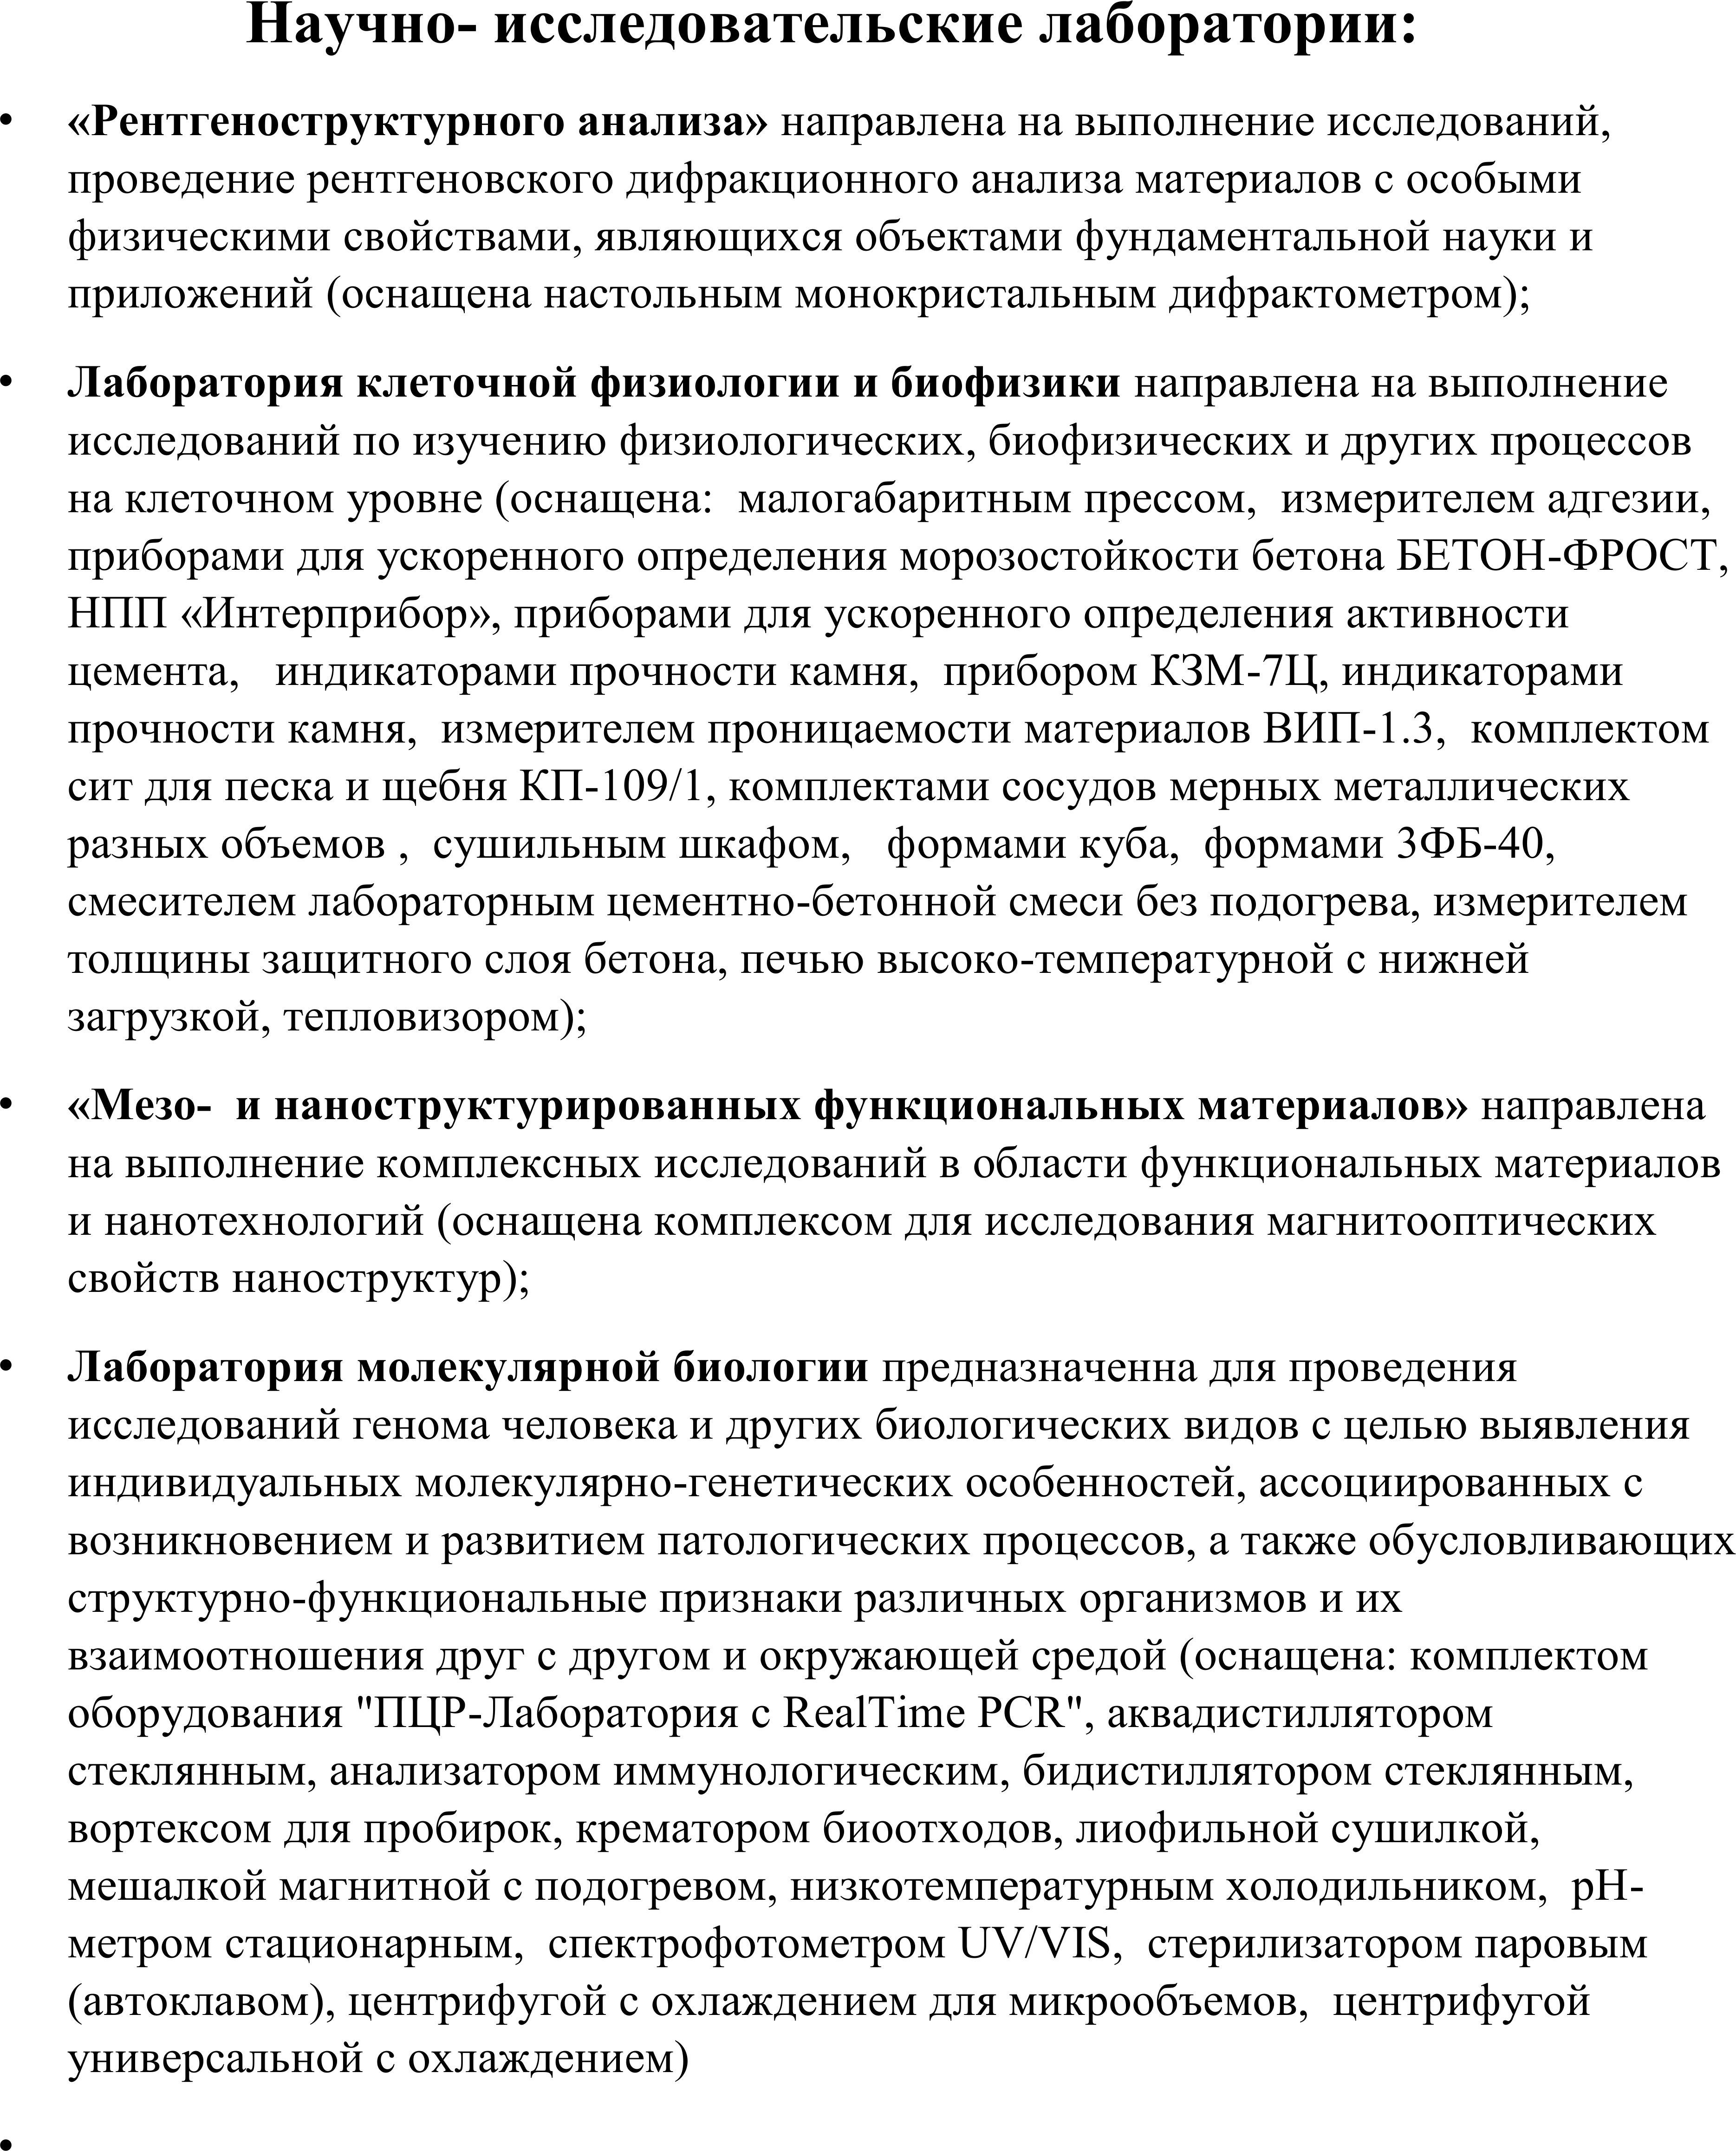 Научно- исследовательские лаборатории:
• «Рентгеноструктурного анализа» направлена на выполнение исследований,
проведение рентгеновского дифракционного анализа материалов с особыми
физическими свойствами, являющихся объектами фундаментальной науки и
приложений (оснащена настольным монокристальным дифрактометром);
• Лаборатория клеточной физиологии и биофизики направлена на выполнение
исследований по изучению физиологических, биофизических и других процессов
на клеточном уровне (оснащена:  малогабаритным прессом,  измерителем адгезии,
приборами для ускоренного определения морозостойкости бетона БЕТОН-ФРОСТ,
НПП «Интерприбор», приборами для ускоренного определения активности
цемента,   индикаторами прочности камня,  прибором КЗМ-7Ц, индикаторами
прочности камня,  измерителем проницаемости материалов ВИП-1.3,  комплектом
сит для песка и щебня КП-109/1, комплектами сосудов мерных металлических
разных объемов ,  сушильным шкафом,   формами куба,  формами 3ФБ-40,
смесителем лабораторным цементно-бетонной смеси без подогрева, измерителем
толщины защитного слоя бетона, печью высоко-температурной с нижней
загрузкой, тепловизором);
• «Мезо-  и наноструктурированных функциональных материалов» направлена
на выполнение комплексных исследований в области функциональных материалов
и нанотехнологий (оснащена комплексом для исследования магнитооптических
свойств наноструктур);
• Лаборатория молекулярной биологии предназначенна для проведения
исследований генома человека и других биологических видов с целью выявления
индивидуальных молекулярно-генетических особенностей, ассоциированных с
возникновением и развитием патологических процессов, а также обусловливающих
структурно-функциональные признаки различных организмов и их
взаимоотношения друг с другом и окружающей средой (оснащена: комплектом
оборудования "ПЦР-Лаборатория с RealTime PCR", аквадистиллятором
стеклянным, анализатором иммунологическим, бидистиллятором стеклянным,
вортексом для пробирок, крематором биоотходов, лиофильной сушилкой,
мешалкой магнитной с подогревом, низкотемпературным холодильником,  pH-
метром стационарным,  спектрофотометром UV/VIS,  стерилизатором паровым
(автоклавом), центрифугой с охлаждением для микрообъемов,  центрифугой
универсальной с охлаждением)
•